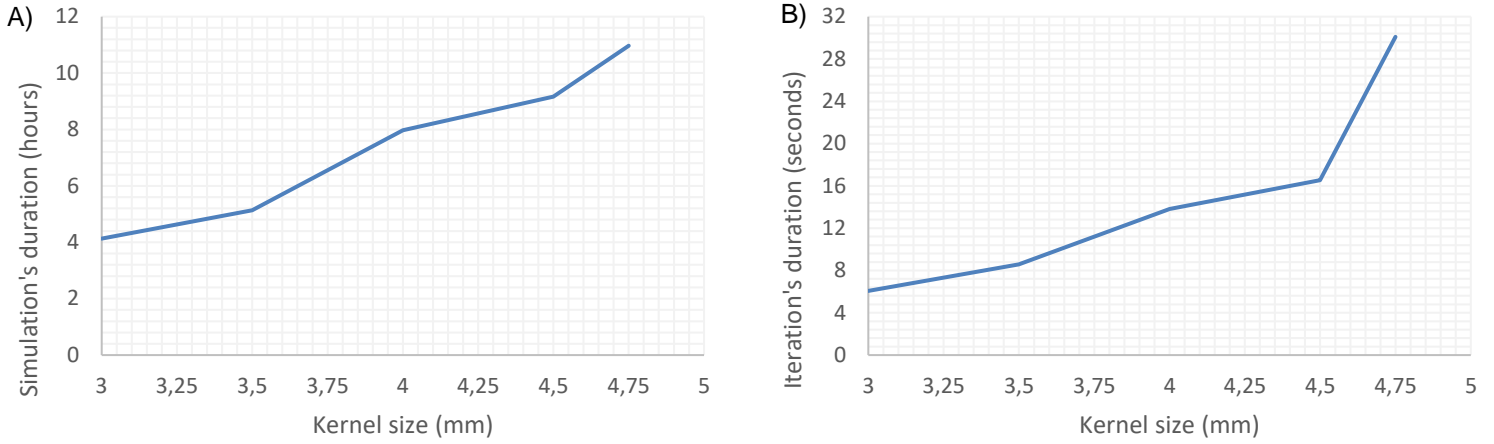 A)
Simulation's duration (hours)
12
10
8
6
4
2
0
3 3,25 3,5 3,75 4 4,25 4,5 4,75 5
Kernel size (mm)
B)
Iteration's duration (seconds)
32
28
24
20
16
12
8
4
0
3 3,25 3,5 3,75 4 4,25 4,5 4,75 5
Kernel size (mm)